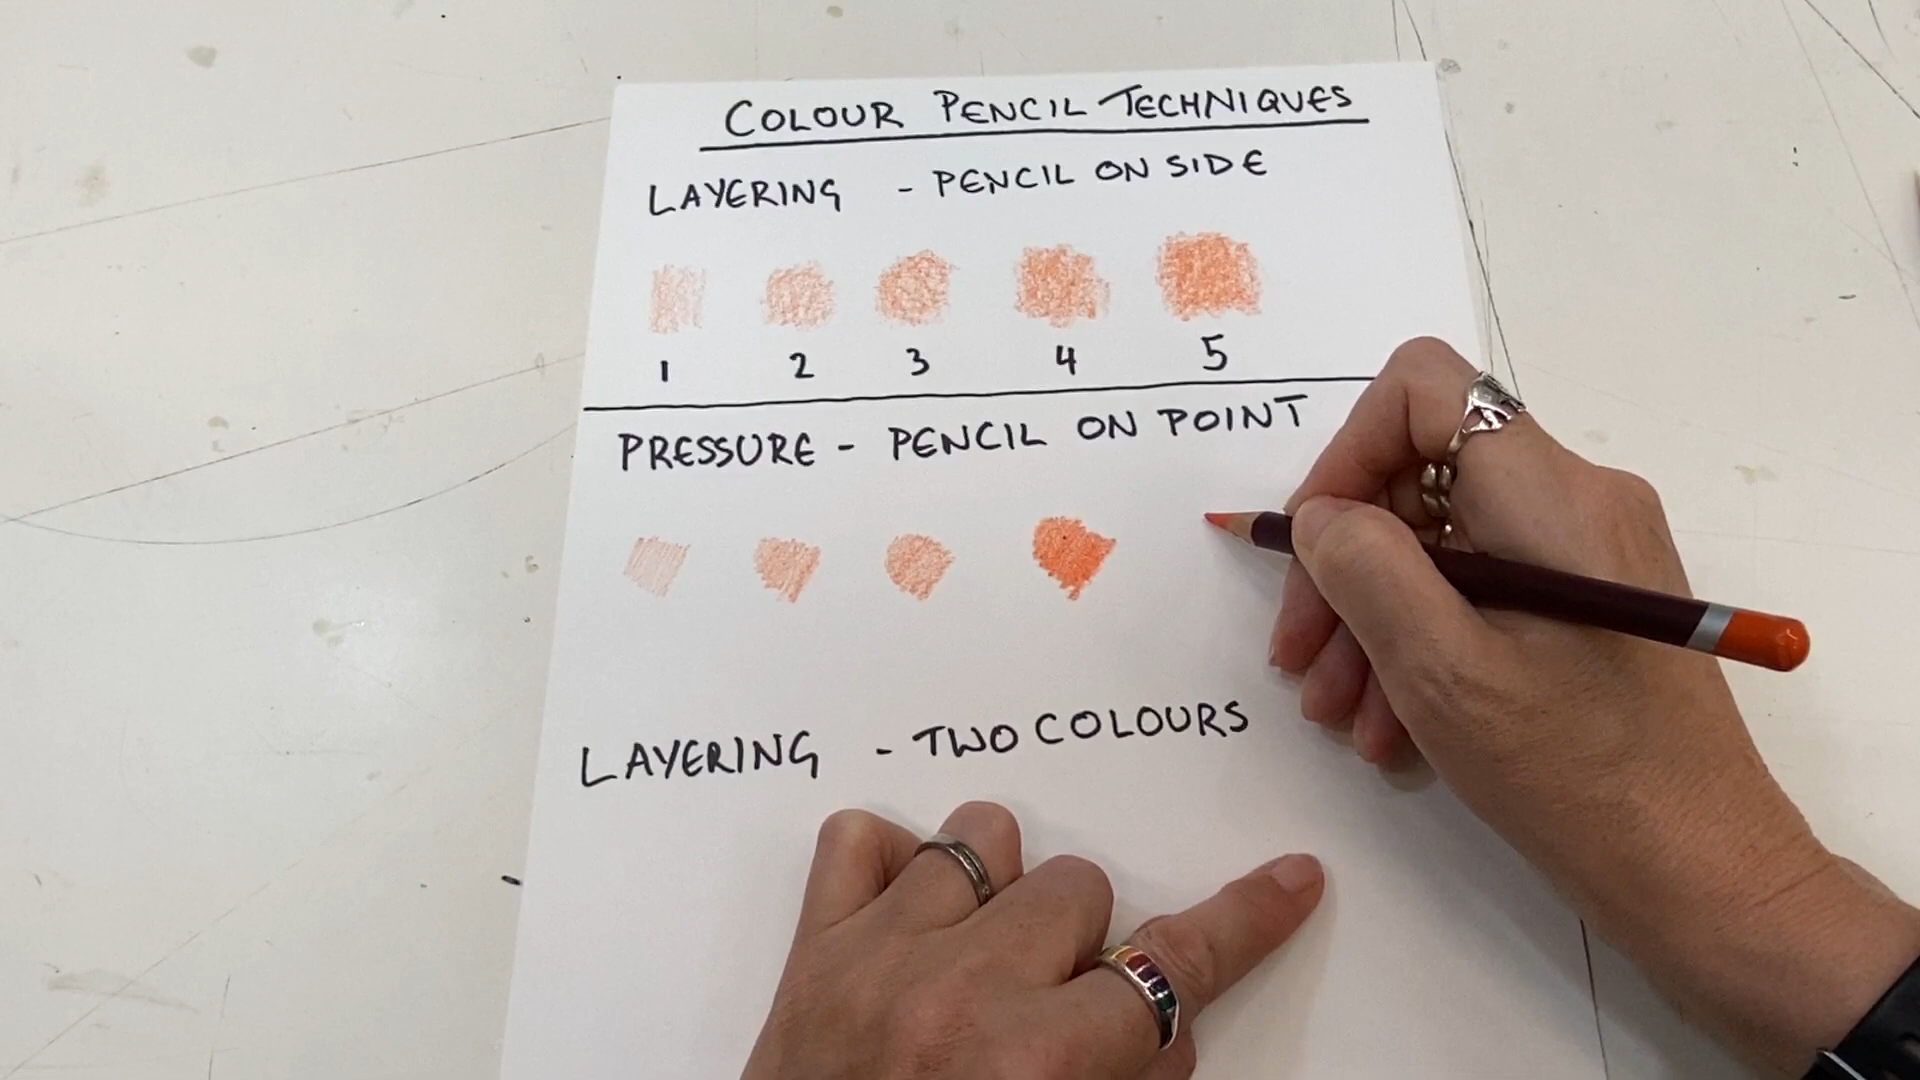 COLOUR PENCIL TECHNIQUES
LAYERING - PENCIL ON SIDE
1 2 3 4 5
PRESSURE - PENCIL ON POINT
LAYERING - TWO COLOURS